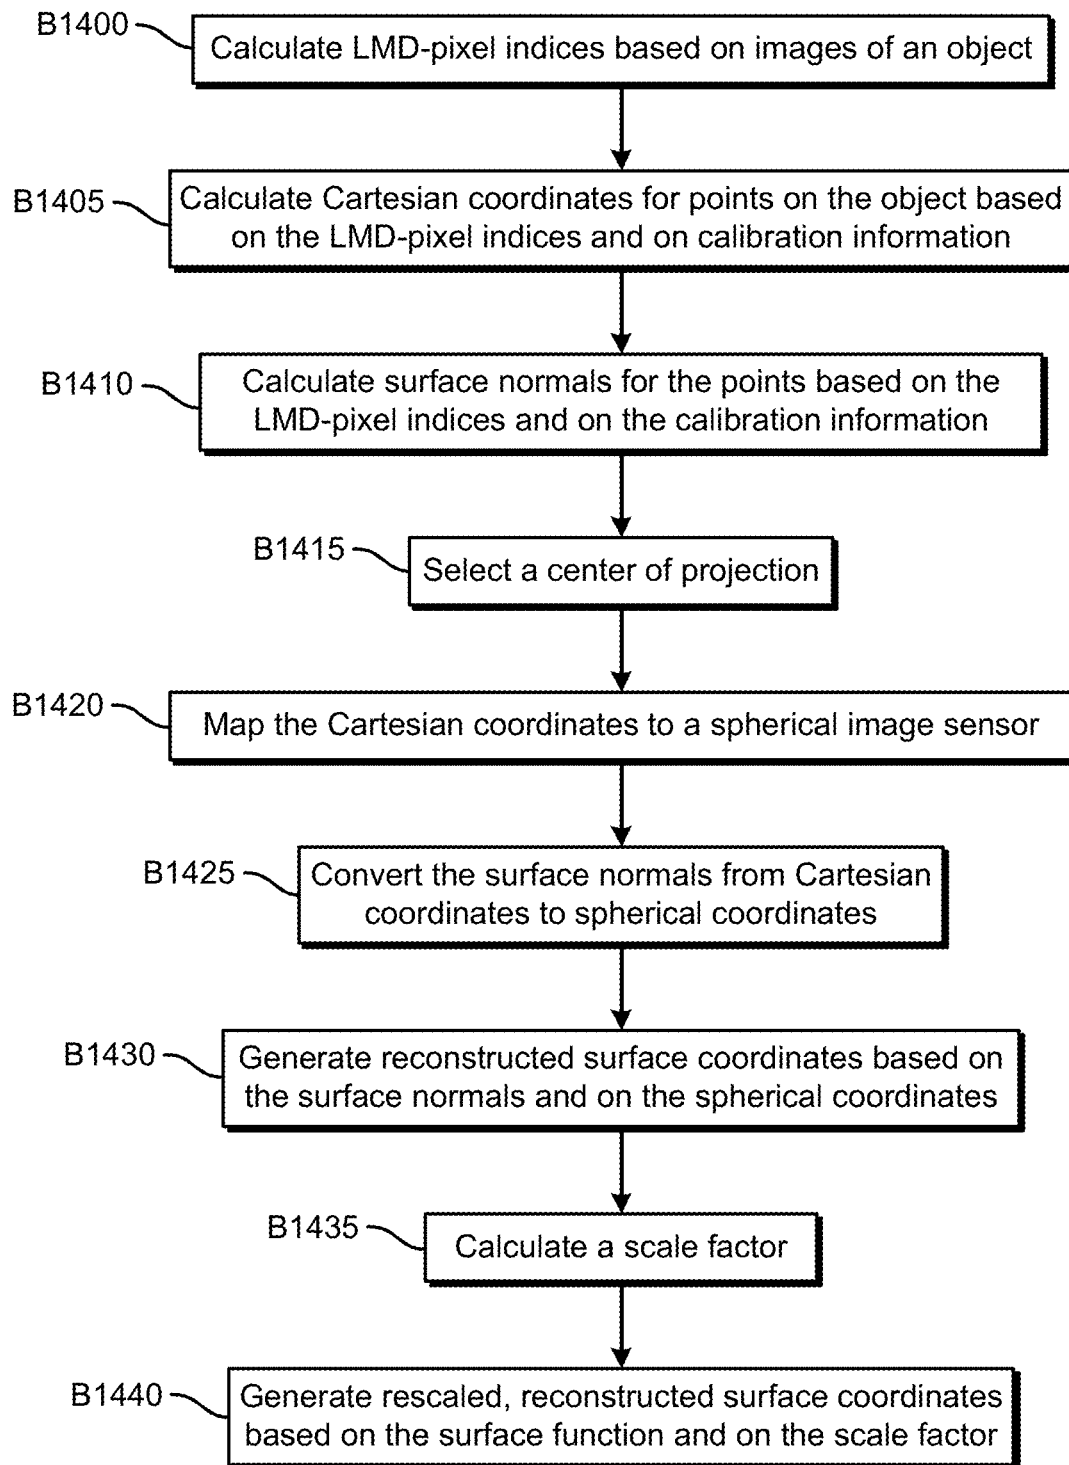 B1400
Calculate LMD-pixel indices based on images of an object
B1405
Calculate Cartesian coordinates for points on the object based
on the LMD-pixel indices and on calibration information
B1410
Calculate surface normals for the points based on the
LMD-pixel indices and on the calibration information
B1415
Select a center of projection
B1420
Map the Cartesian coordinates to a spherical image sensor
B1425
Convert the surface normals from Cartesian
coordinates to spherical coordinates
B1430
Generate reconstructed surface coordinates based on
the surface normals and on the spherical coordinates
B1435
Calculate a scale factor
B1440
Generate rescaled, reconstructed surface coordinates
based on the surface function and on the scale factor